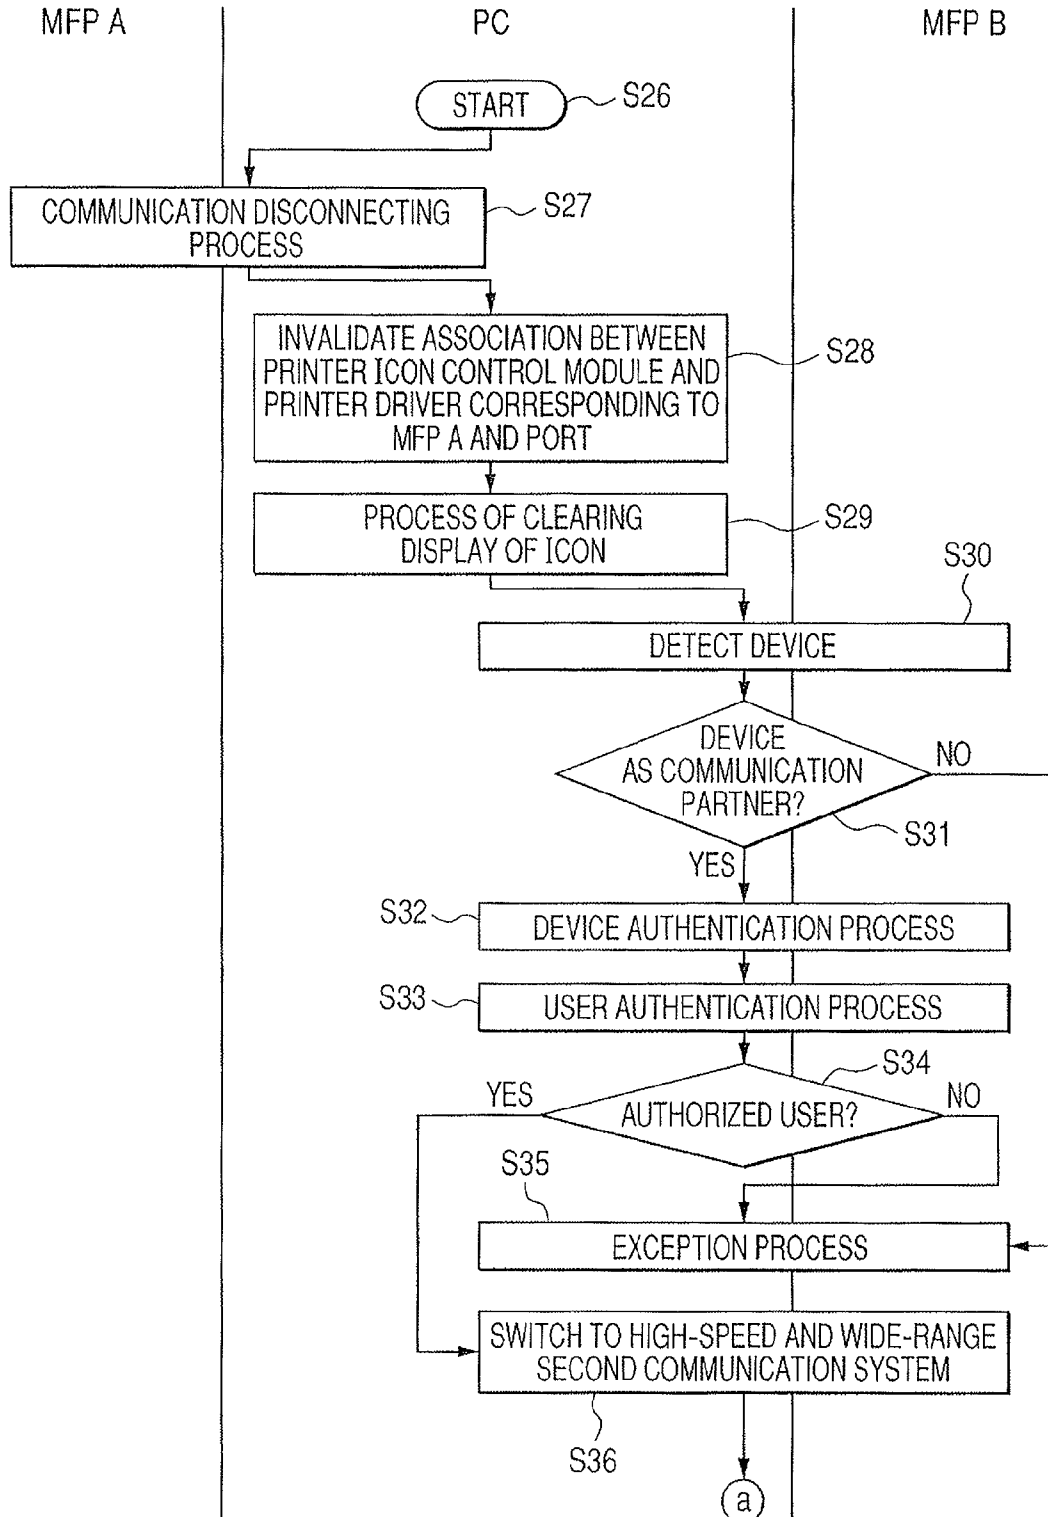 MFP A
PC
MFP B
START
S26
COMMUNICATION DISCONNECTING
PROCESS
S27
INVALIDATE ASSOCIATION BETWEEN
PRINTER ICON CONTROL MODULE AND
PRINTER DRIVER CORRESPONDING TO
MFP A AND PORT
S28
PROCESS OF CLEARING
DISPLAY OF ICON
S29
S30
DETECT DEVICE
DEVICE
AS COMMUNICATION
PARTNER?
NO
S31
YES
S32
DEVICE AUTHENTICATION PROCESS
S33
USER AUTHENTICATION PROCESS
S34
YES
AUTHORIZED USER?
NO
S35
EXCEPTION PROCESS
SWITCH TO HIGH-SPEED AND WIDE-RANGE
SECOND COMMUNICATION SYSTEM
S36
a